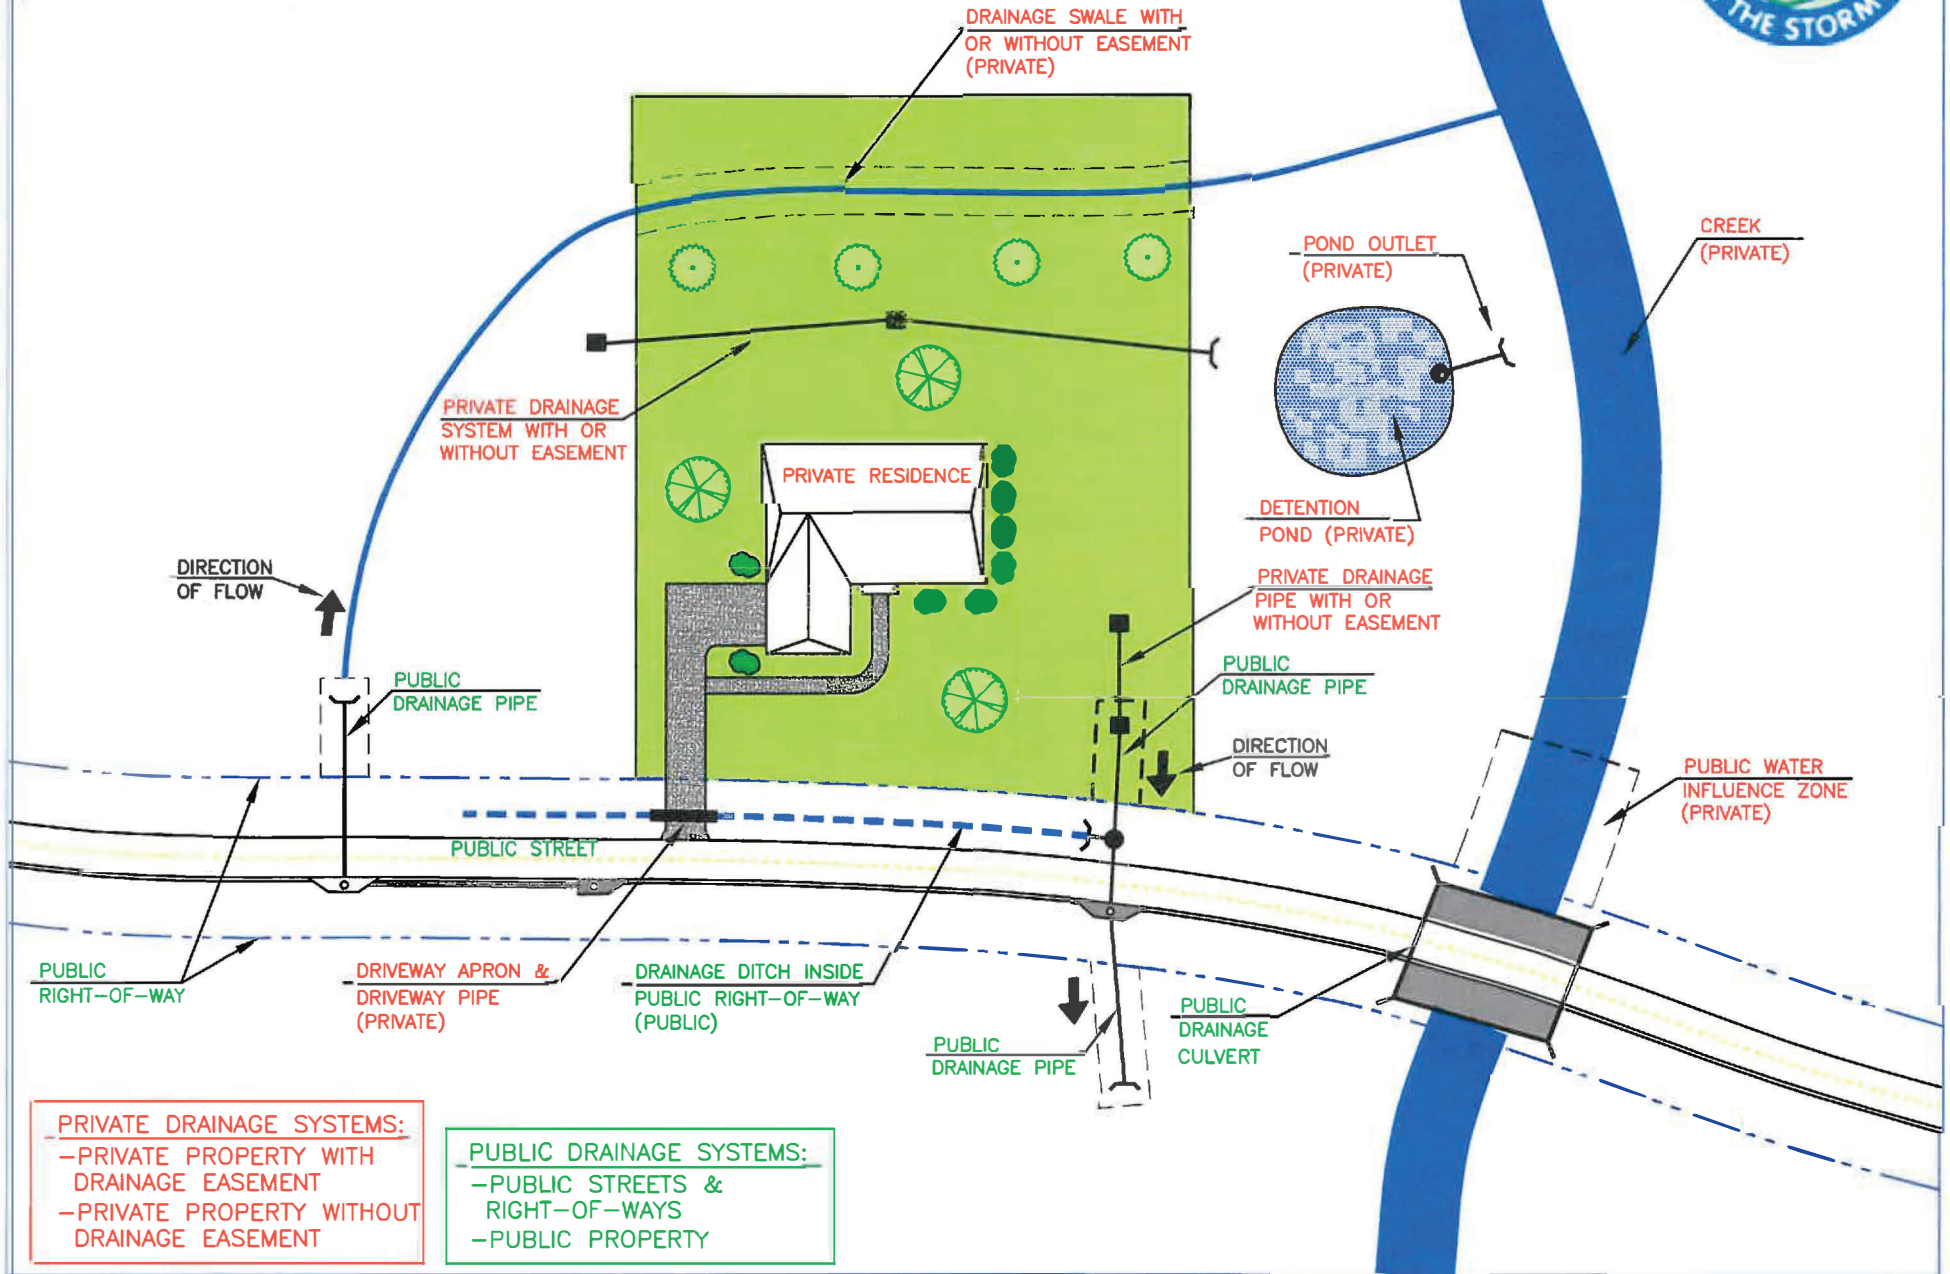 DRAINAGE SWALE WITH
OR WITHOUT EASEMENT
(PRIVATE)
THE STORM
CREEK
(PRIVATE)
POND OUTLET
(PRIVATE)
PRIVATE DRAINAGE
SYSTEM WITH OR
WITHOUT EASEMENT
PRIVATE RESIDENCE
DETENTION
POND (PRIVATE)
DIRECTION
OF FLOW
PRIVATE DRAINAGE
PIPE WITH OR
WITHOUT EASEMENT
PUBLIC
DRAINAGE PIPE
PUBLIC
DRAINAGE PIPE
DIRECTION
OF FLOW
PUBLIC WATER
INFLUENCE ZONE
(PRIVATE)
PUBLIC STREET
PUBLIC
RIGHT-OF-WAY
DRIVEWAY APRON &
DRIVEWAY PIPE
(PRIVATE)
DRAINAGE DITCH INSIDE
PUBLIC RIGHT-OF-WAY
(PUBLIC)
PUBLIC
DRAINAGE PIPE
PUBLIC
DRAINAGE
CULVERT
PRIVATE DRAINAGE SYSTEMS:
-PRIVATE PROPERTY WITH
DRAINAGE EASEMENT
-PRIVATE PROPERTY WITHOUT
DRAINAGE EASEMENT
PUBLIC DRAINAGE SYSTEMS:
-PUBLIC STREETS &
RIGHT-OF-WAYS
-PUBLIC PROPERTY